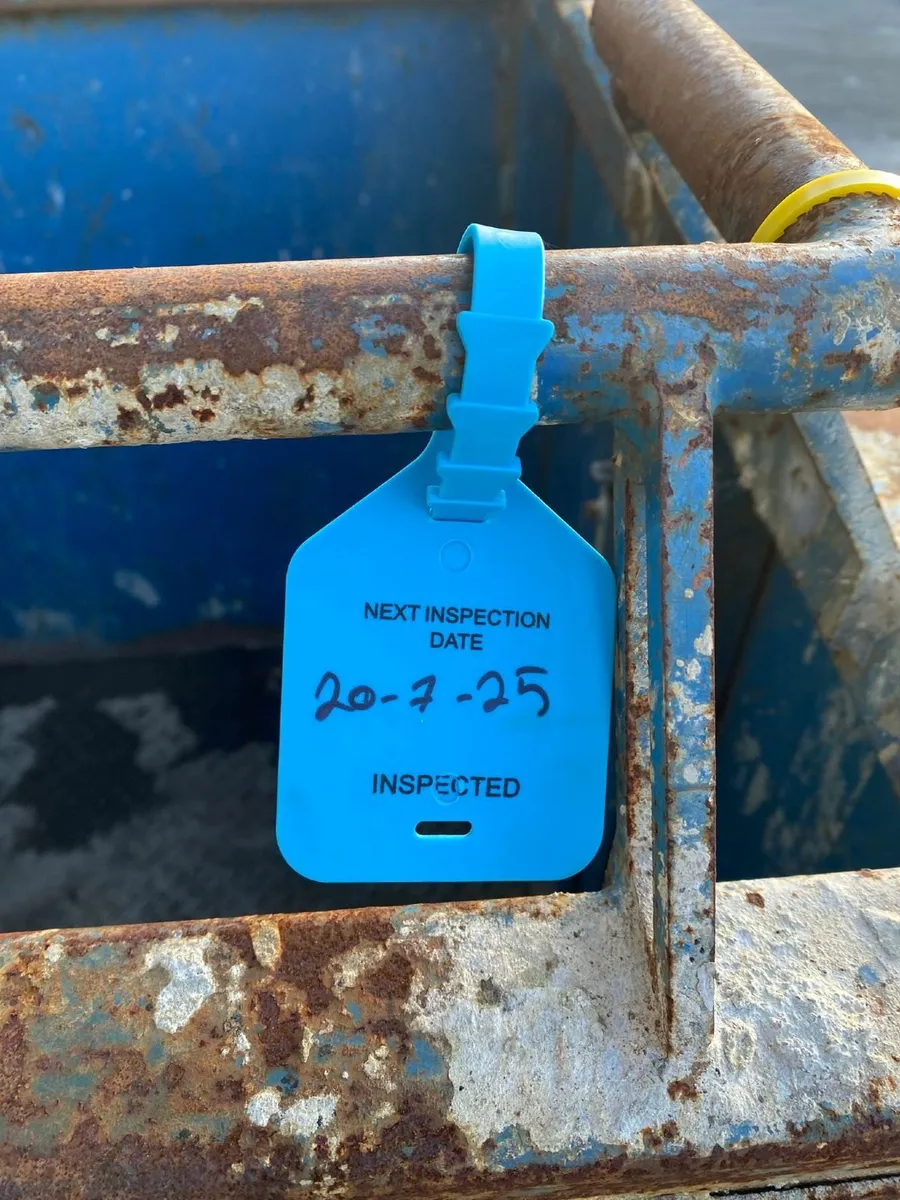 NEXT INSPECTION
DATE
20-7-25
INSPECTED